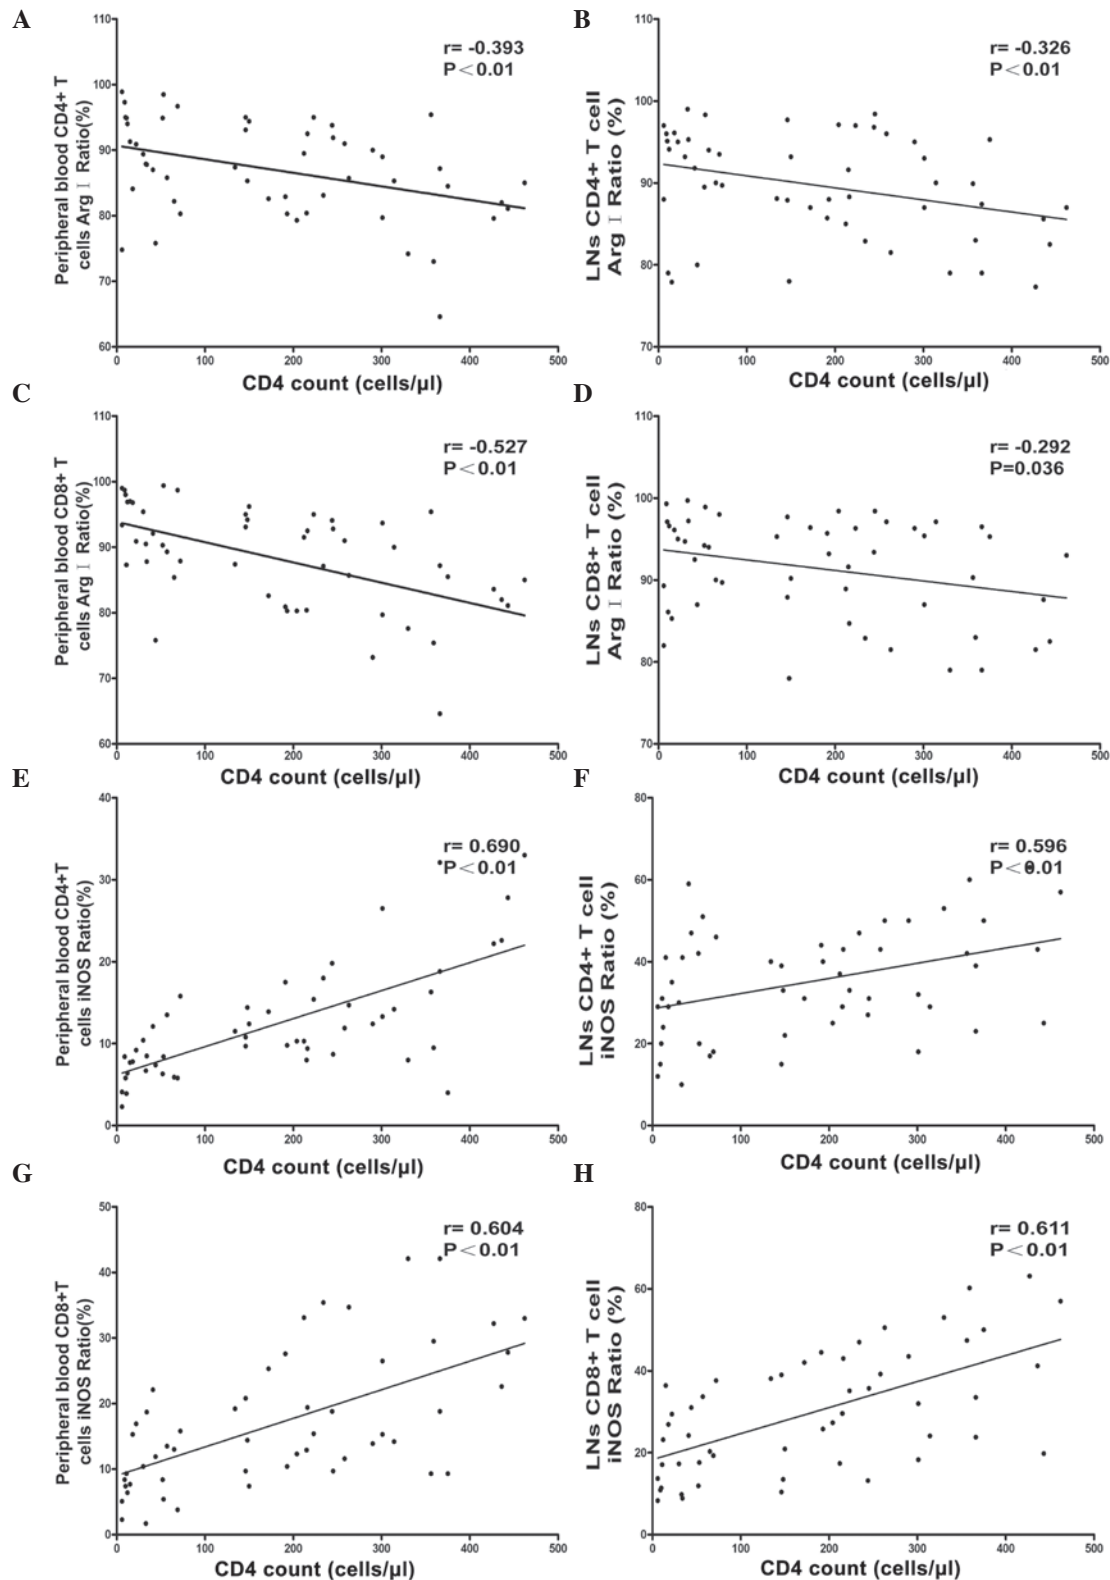 A
110
100
90
80
70
60
0
100
200
300
400
500
r= -0.393
P<0.01
Peripheral blood CD4+ T
cells Arg Ⅰ Ratio(%)
CD4 count (cells/µl)
B
110
100
90
80
70
0
100
200
300
400
500
r= -0.326
P<0.01
LNs CD4+ T cell
Arg Ⅰ Ratio (%)
CD4 count (cells/µl)
C
110
100
90
80
70
60
0
100
200
300
400
500
r= -0.527
P<0.01
Peripheral blood CD8+ T
cells Arg Ⅰ Ratio(%)
CD4 count (cells/µl)
D
110
100
90
80
70
0
100
200
300
400
500
r= -0.292
P=0.036
LNs CD8+ T cell
Arg Ⅰ Ratio (%)
CD4 count (cells/µl)
E
40
30
20
10
0
0
100
200
300
400
500
r= 0.690
P<0.01
Peripheral blood CD4+T
cells iNOS Ratio(%)
CD4 count (cells/µl)
F
80
60
40
20
0
0
100
200
300
400
500
r= 0.596
P<0.01
LNs CD4+ T cell
iNOS Ratio (%)
CD4 count (cells/µl)
G
50
40
30
20
10
0
0
100
200
300
400
500
r= 0.604
P<0.01
Peripheral blood CD8+T
cells iNOS Ratio(%)
CD4 count (cells/µl)
H
80
60
40
20
0
0
100
200
300
400
500
r= 0.611
P<0.01
LNs CD8+ T cell
iNOS Ratio (%)
CD4 count (cells/µl)